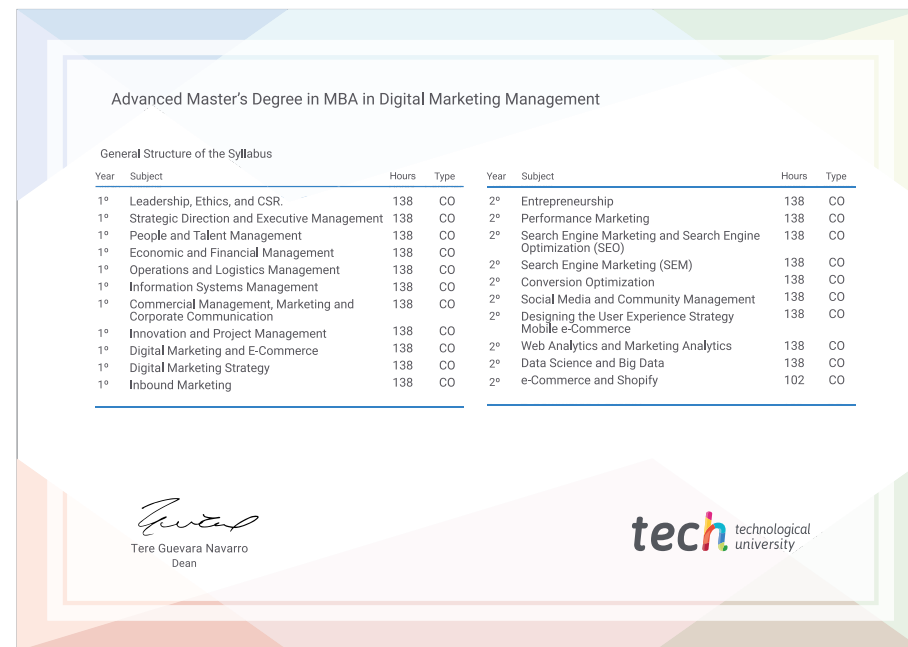 Advanced Master's Degree in MBA in Digital Marketing Management
General Structure of the Syllabus
Year Subject Hours Type
1º Leadership, Ethics, and CSR. 138 CO
1º Strategic Direction and Executive Management 138 CO
1º People and Talent Management 138 CO
1º Economic and Financial Management 138 CO
1º Operations and Logistics Management 138 CO
1º Information Systems Management 138 CO
1º Commercial Management, Marketing and 138 CO
Corporate Communication
1º Innovation and Project Management 138 CO
1º Digital Marketing and E-Commerce 138 CO
1º Digital Marketing Strategy 138 CO
1º Inbound Marketing 138 CO
Year Subject Hours Type
2º Entrepreneurship 138 CO
2º Performance Marketing 138 CO
2º Search Engine Marketing and Search Engine 138 CO
Optimization (SEO)
2º Search Engine Marketing (SEM) 138 CO
2º Conversion Optimization 138 CO
2º Social Media and Community Management 138 CO
2º Designing the User Experience Strategy 138 CO
Mobile e-Commerce
2º Web Analytics and Marketing Analytics 138 CO
2º Data Science and Big Data 138 CO
2º e-Commerce and Shopify 102 CO
Tere Guevara Navarro
Dean
tech technological
university